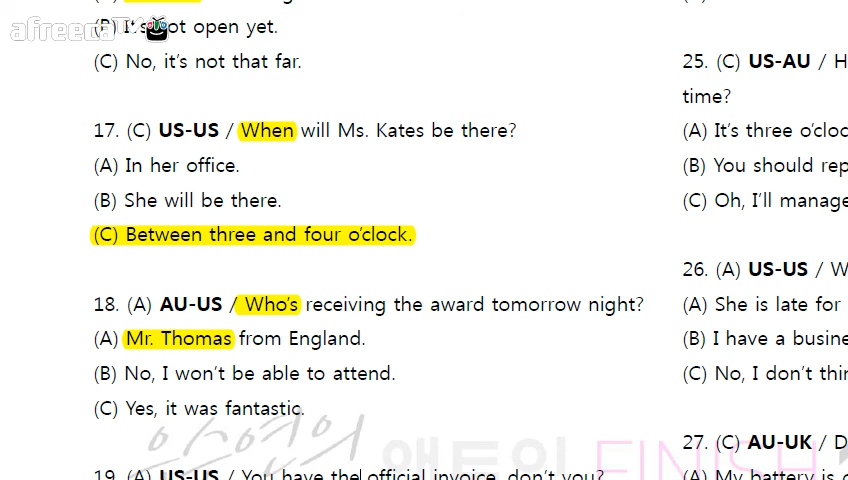 afreeca
(B) It's not open yet.
(C) No, it's not that far.
17. (C) US-US / When will Ms. Kates be there?
(A) In her office.
(B) She will be there.
(C) Between three and four o'clock.
18. (A) AU-US / Who's receiving the award tomorrow night?
(A) Mr. Thomas from England.
(B) No, I won't be able to attend.
(C) Yes, it was fantastic.
19. (A) US-US / You have the official invoice, don't you?
25. (C) US-AU / H
time?
(A) It's three o'cloc
(B) You should rep
(C) Oh, I'll manage
26. (A) US-US / W
(A) She is late for
(B) I have a busine
(C) No, I don't thin
27. (C) AU-UK / D
(A) My battery is
FINISH